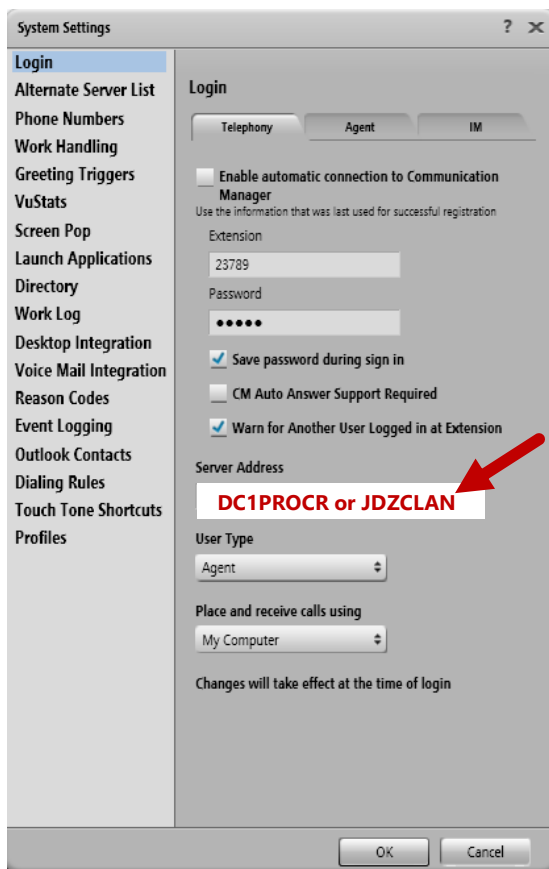 System Settings
? ×
Login
Alternate Server List
Phone Numbers
Work Handling
Greeting Triggers
VuStats
Screen Pop
Launch Applications
Directory
Work Log
Desktop Integration
Voice Mail Integration
Reason Codes
Event Logging
Outlook Contacts
Dialing Rules
Touch Tone Shortcuts
Profiles
Login
Telephony Agent IM
Enable automatic connection to Communication
Manager
Use the information that was last used for successful registration
Extension
23789
Password
●●●●●
Save password during sign in
CM Auto Answer Support Required
Warn for Another User Logged in at Extension
Server Address
DC1PROCR or JDZCLAN
User Type
Agent
Place and receive calls using
My Computer
Changes will take effect at the time of login
OK Cancel